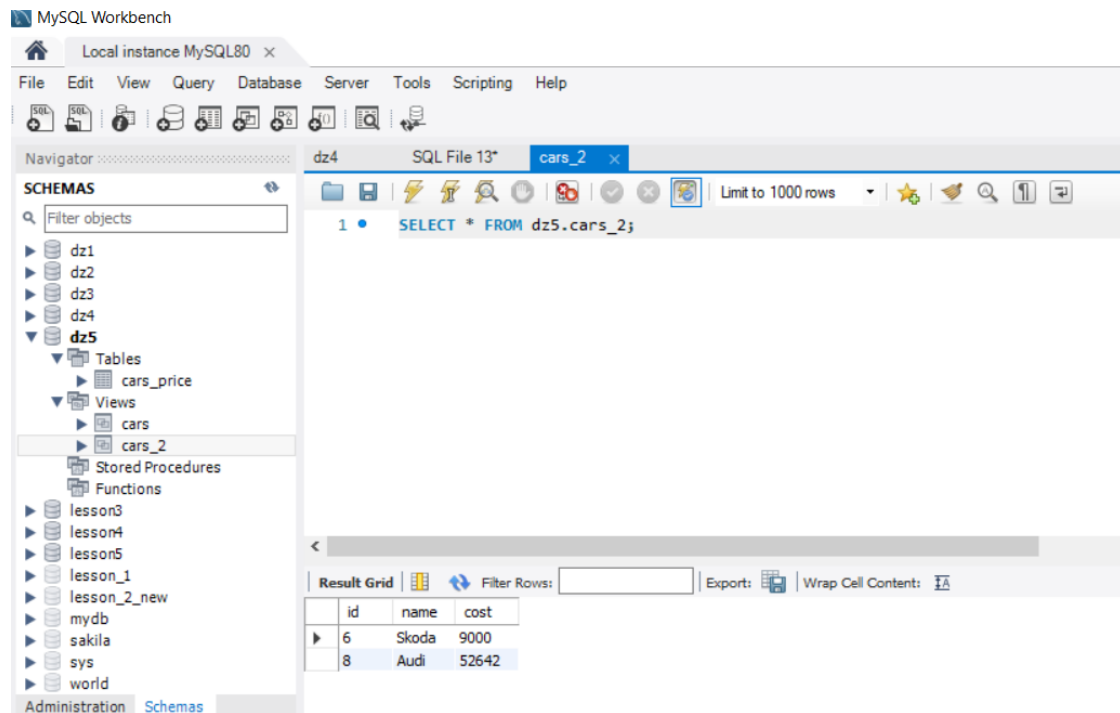 MySQL Workbench
Local instance MySQL80
File Edit View Query Database Server Tools Scripting Help
SQL SQL
Navigator
SCHEMAS
Filter objects
dz1
dz2
dz3
dz4
dz5
Tables
cars_price
Views
cars
cars_2
Stored Procedures
Functions
lesson3
lesson4
lesson5
lesson_1
lesson_2_new
mydb
sakila
sys
world
Administration Schemas
dz4 SQL File 13* cars_2
Limit to 1000 rows
1 SELECT * FROM dz5.cars_2;
Result Grid Filter Rows: Export: Wrap Cell Content: IA
id name cost
6 Skoda 9000
8 Audi 52642